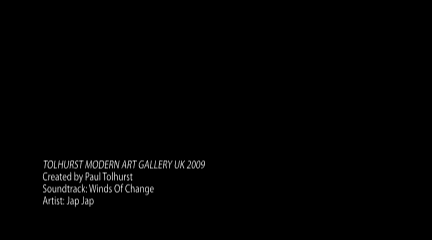 TOLHURST MODERN ART GALLERY UK 2009
Created by Paul Tolhurst
Soundtrack: Winds Of Change
Artist: Jap Jap